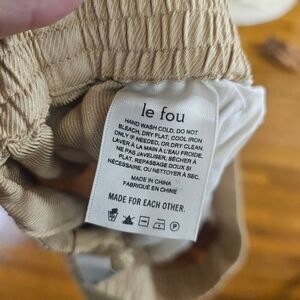 le fou
HAND WASH COLD, DO NOT
BLEACH, DRY FLAT, COOL IRON
ONLY IF NEEDED, OR DRY CLEAN
LAVER À LA MAIN À L'EAU FROIDE,
NE PAS JAVELISER, SÉCHER À
PLAT, REPASSAGE DOUX SI
NÉCESSAIRE, OU NETTOYER À SEC.
MADE IN CHINA
FABRIQUÉ EN CHINE
MADE FOR EACH OTHER.
P